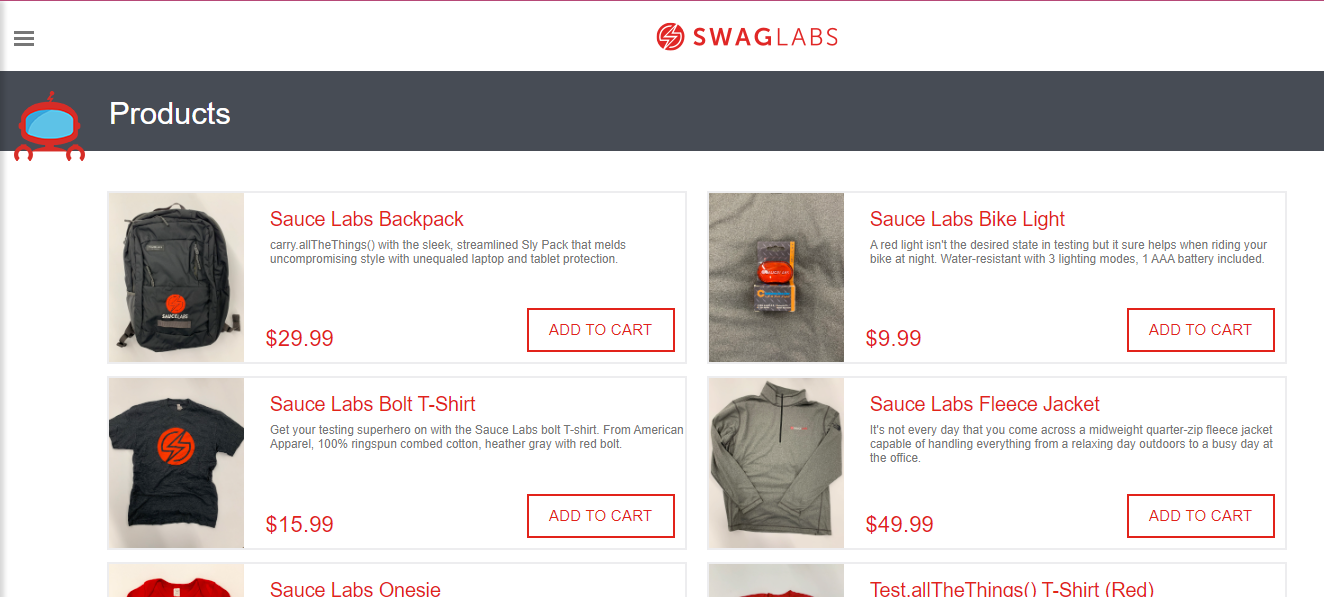 SWAGLABS
Products
Sauce Labs Backpack
carry.allTheThings() with the sleek, streamlined Sly Pack that melds
uncompromising style with unequaled laptop and tablet protection.
$29.99
ADD TO CART
SAUCELABS
Sauce Labs Bike Light
A red light isn't the desired state in testing but it sure helps when riding your
bike at night. Water-resistant with 3 lighting modes, 1 AAA battery included.
$9.99
ADD TO CART
Sauce Labs Bolt T-Shirt
Get your testing superhero on with the Sauce Labs bolt T-shirt. From American
Apparel, 100% ringspun combed cotton, heather gray with red bolt.
$15.99
ADD TO CART
Sauce Labs Fleece Jacket
It's not every day that you come across a midweight quarter-zip fleece jacket
capable of handling everything from a relaxing day outdoors to a busy day at
the office.
$49.99
ADD TO CART
Sauce Labs Onesie
Test.allTheThings() T-Shirt (Red)